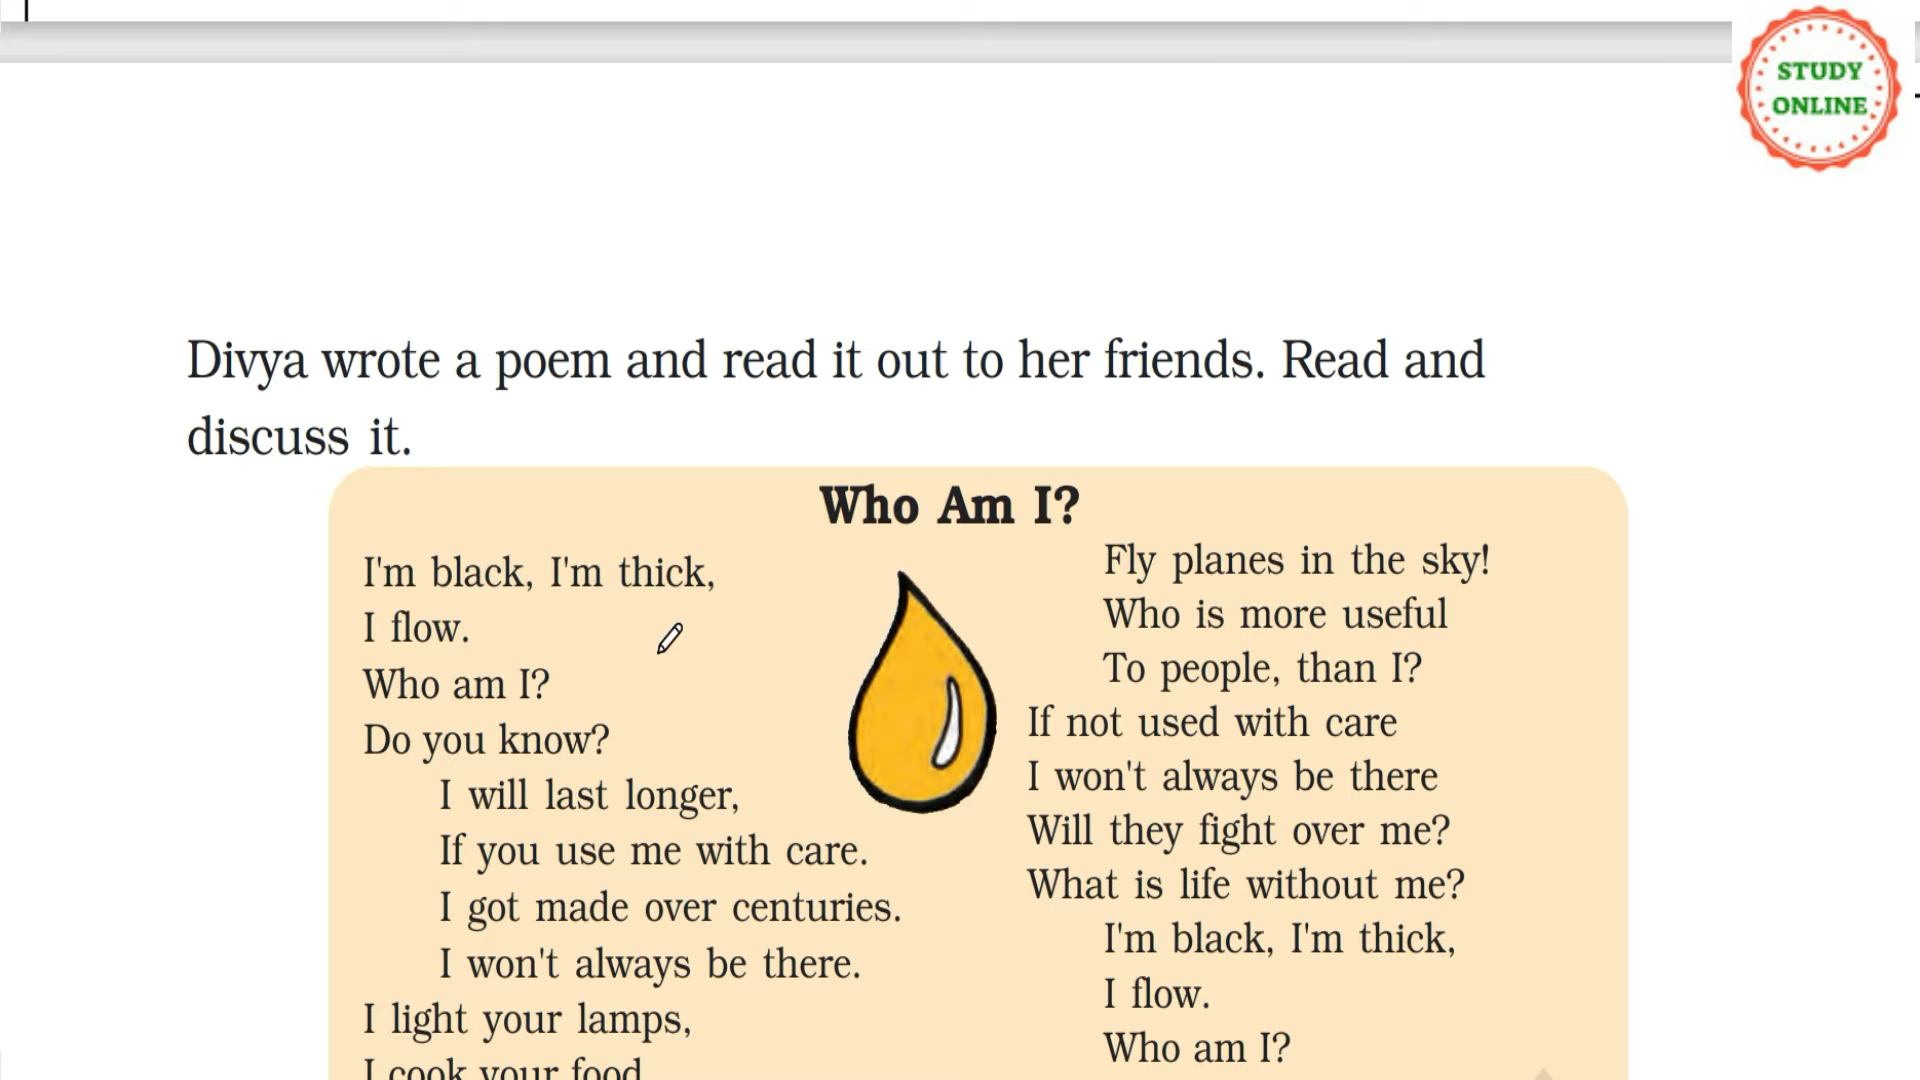 STUDY
ONLINE
Divya wrote a poem and read it out to her friends. Read and
discuss it.
Who Am I?
I'm black, I'm thick,
I flow.
Who am I?
Do you know?
I will last longer,
If you use me with care.
I got made over centuries.
I won't always be there.
I light your lamps,
I cook your food
Fly planes in the sky!
Who is more useful
To people, than I?
If not used with care
I won't always be there
Will they fight over me?
What is life without me?
I'm black, I'm thick,
I flow.
Who am I?